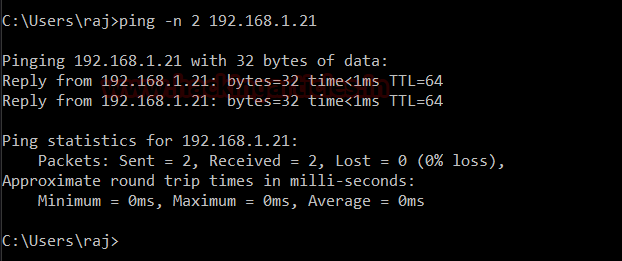 C:\Users\raj>ping -n 2 192.168.1.21
Pinging 192.168.1.21 with 32 bytes of data:
Reply from 192.168.1.21: bytes=32 time<1ms TTL=64
Reply from 192.168.1.21: bytes=32 time<1ms TTL=64
Ping statistics for 192.168.1.21:
    Packets: Sent = 2, Received = 2, Lost = 0 (0% loss),
Approximate round trip times in milli-seconds:
    Minimum = 0ms, Maximum = 0ms, Average = 0ms
C:\Users\raj>